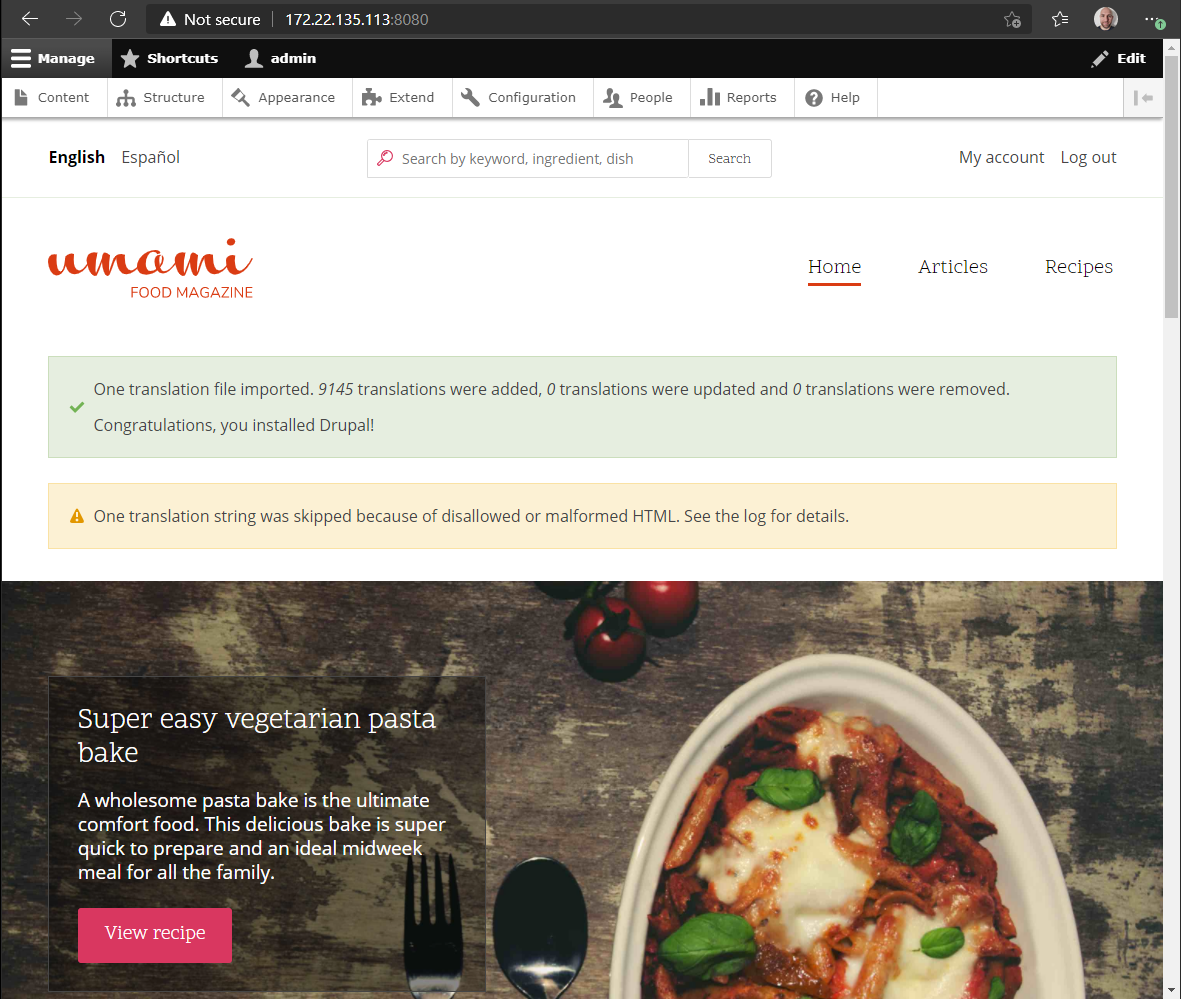 Not secure 172.22.135.113:8080
Manage Shortcuts admin Edit
Content Structure Appearance Extend Configuration People Reports Help
English Español Search by keyword, ingredient, dish Search My account Log out
umami
FOOD MAGAZINE
Home Articles Recipes
One translation file imported. 9145 translations were added, 0 translations were updated and 0 translations were removed.
Congratulations, you installed Drupal!
One translation string was skipped because of disallowed or malformed HTML. See the log for details.
Super easy vegetarian pasta
bake
A wholesome pasta bake is the ultimate
comfort food. This delicious bake is super
quick to prepare and an ideal midweek
meal for all the family.
View recipe